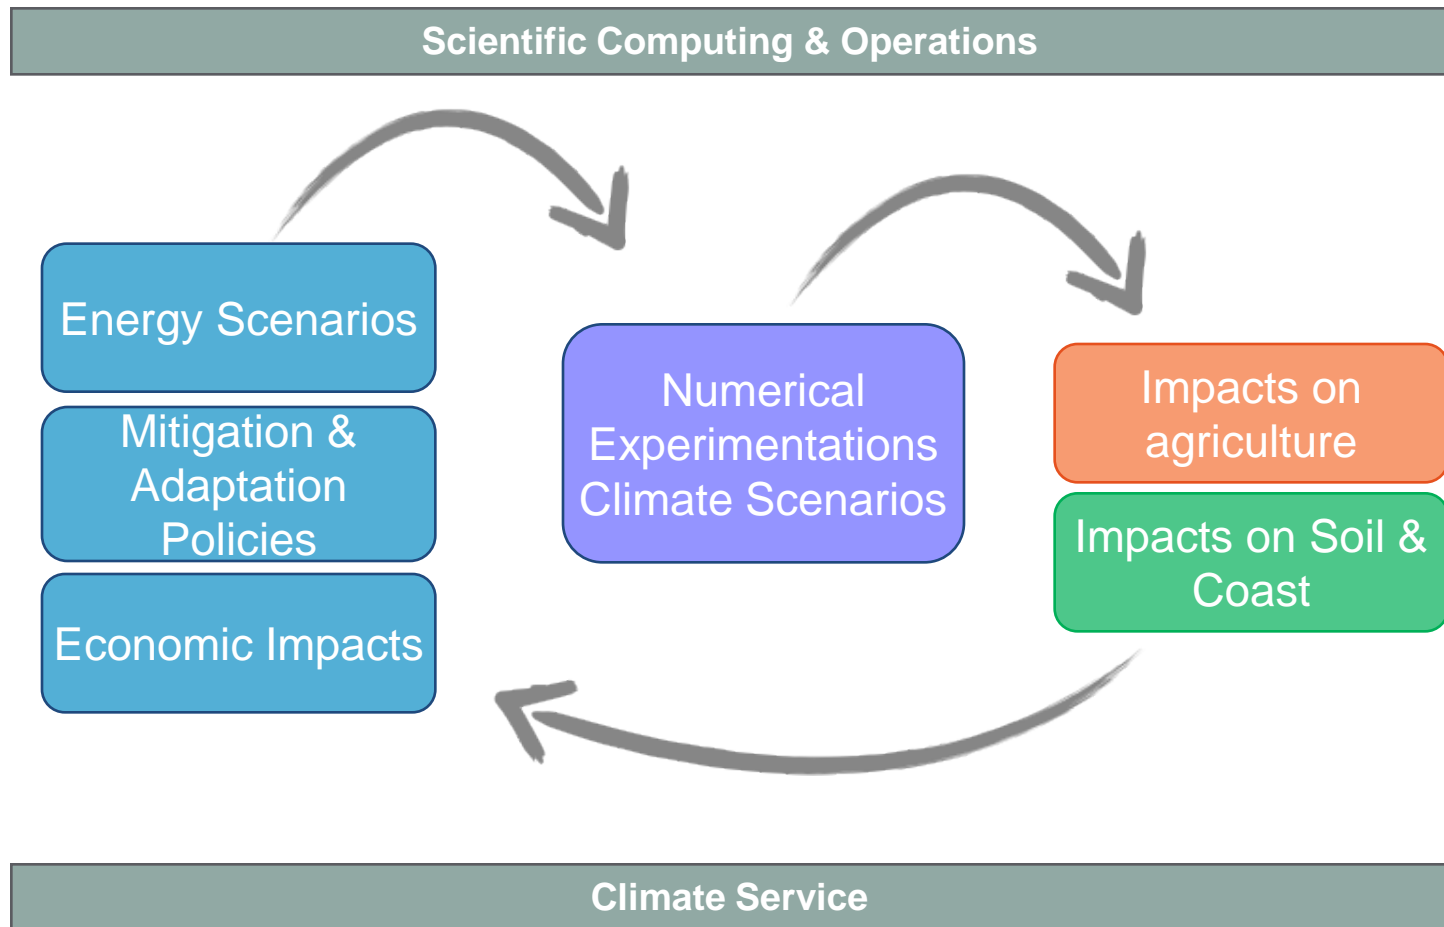 Scientific Computing & Operations
Energy Scenarios
Mitigation &
Adaptation
Policies
Economic Impacts
Numerical
Experimentations
Climate Scenarios
Impacts on
agriculture
Impacts on Soil &
Coast
Climate Service